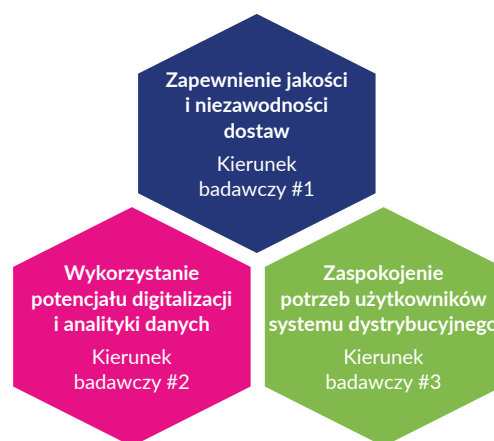 Zapewnienie jakości
i niezawodności
dostaw
Kierunek
badawczy #1
Wykorzystanie
potencjału digitalizacji
i analityki danych
Kierunek
badawczy #2
Zaspokojenie
potrzeb użytkowników
systemu dystrybucyjnego
Kierunek
badawczy #3